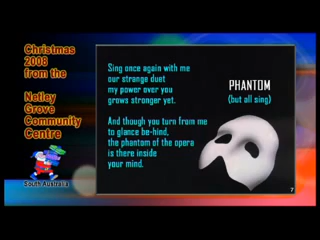 Christmas
2008
from the
Netley
Grove
Community
Centre
South Australia
Sing once again with me
our strange duet
my power over you
grows stronger yet.
And though you turn from me
to glance be-hind,
the phantom of the opera
is there inside
your mind.
PHANTOM
(but all sing)
7